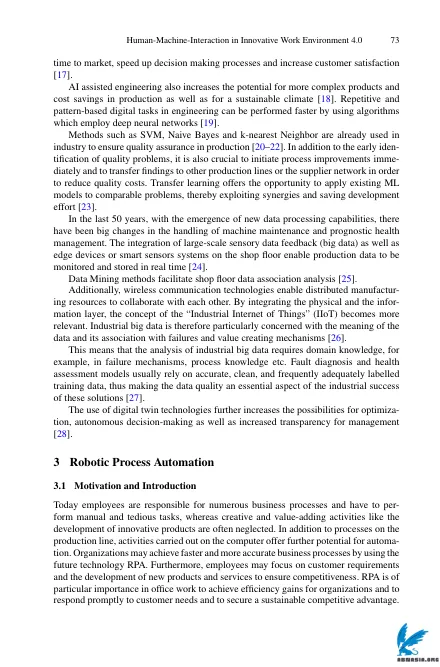 Human-Machine-Interaction in Innovative Work Environment 4.0 73
time to market, speed up decision making processes and increase customer satisfaction
[17].
AI assisted engineering also increases the potential for more complex products and
cost savings in production as well as for a sustainable climate [18]. Repetitive and
pattern-based digital tasks in engineering can be performed faster by using algorithms
which employ deep neural networks [19].
Methods such as SVM, Naive Bayes and k-nearest Neighbor are already used in
industry to ensure quality assurance in production [20–22]. In addition to the early iden-
tification of quality problems, it is also crucial to initiate process improvements imme-
diately and to transfer findings to other production lines or the supplier network in order
to reduce quality costs. Transfer learning offers the opportunity to apply existing ML
models to comparable problems, thereby exploiting synergies and saving development
effort [23].
In the last 50 years, with the emergence of new data processing capabilities, there
have been big changes in the handling of machine maintenance and prognostic health
management. The integration of large-scale sensory data feedback (big data) as well as
edge devices or smart sensors systems on the shop floor enable production data to be
monitored and stored in real time [24].
Data Mining methods facilitate shop floor data association analysis [25].
Additionally, wireless communication technologies enable distributed manufactur-
ing resources to collaborate with each other. By integrating the physical and the infor-
mation layer, the concept of the “Industrial Internet of Things” (IIoT) becomes more
relevant. Industrial big data is therefore particularly concerned with the meaning of the
data and its association with failures and value creating mechanisms [26].
This means that the analysis of industrial big data requires domain knowledge, for
example, in failure mechanisms, process knowledge etc. Fault diagnosis and health
assessment models usually rely on accurate, clean, and frequently adequately labelled
training data, thus making the data quality an essential aspect of the industrial success
of these solutions [27].
The use of digital twin technologies further increases the possibilities for optimiza-
tion, autonomous decision-making as well as increased transparency for management
[28].
3 Robotic Process Automation
3.1 Motivation and Introduction
Today employees are responsible for numerous business processes and have to per-
form manual and tedious tasks, whereas creative and value-adding activities like the
development of innovative products are often neglected. In addition to processes on the
production line, activities carried out on the computer offer further potential for automa-
tion. Organizations may achieve faster and more accurate business processes by using the
future technology RPA. Furthermore, employees may focus on customer requirements
and the development of new products and services to ensure competitiveness. RPA is of
particular importance in office work to achieve efficiency gains for organizations and to
respond promptly to customer needs and to secure a sustainable competitive advantage.